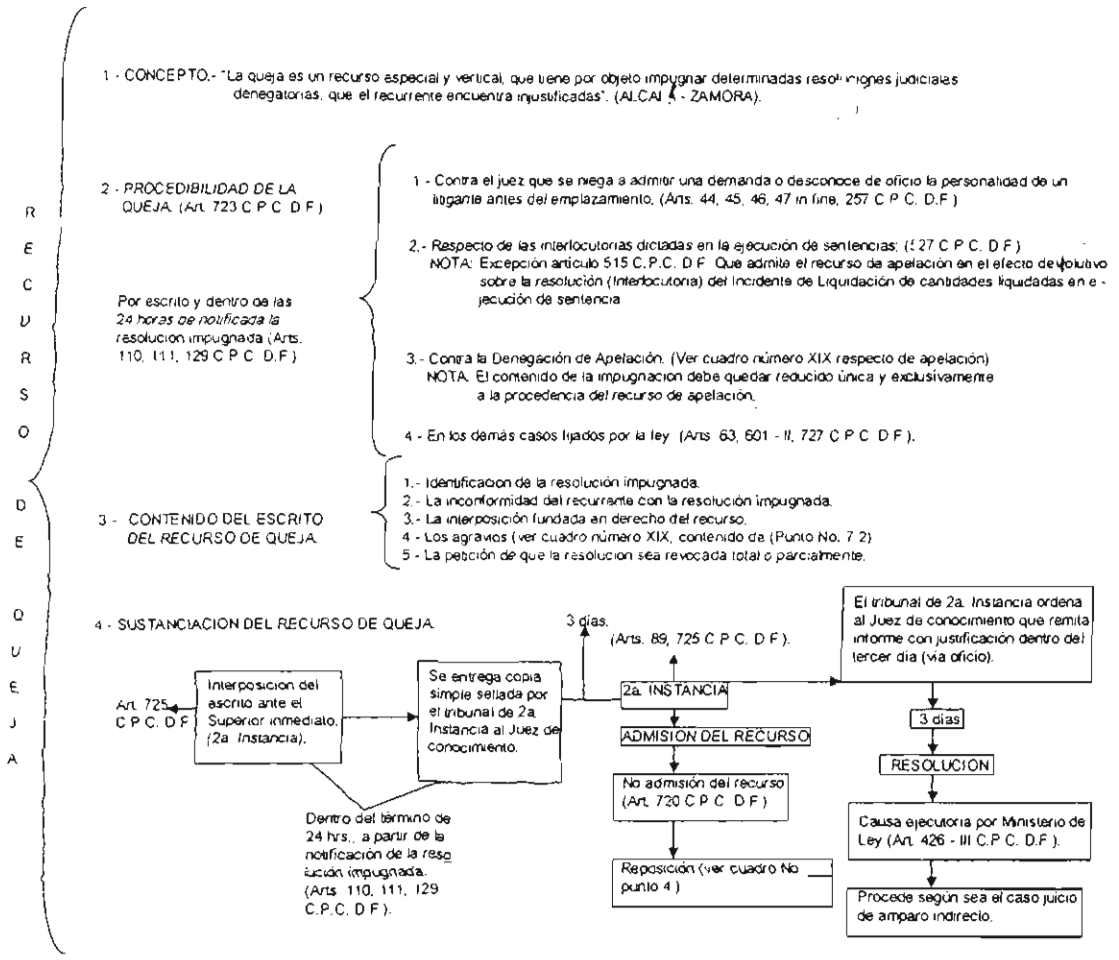 RECURSO DE QUEJA
1 - CONCEPTO.- "La queja es un recurso especial y vertical, que tiene por objeto impugnar determinadas resoluciones judiciales
denegatorias, que el recurrente encuentra injustificadas". (ALCALA - ZAMORA).
2 - PROCEDIBILIDAD DE LA
QUEJA. (Art. 723 C P C. D F )
Por escrito y dentro de las
24 horas de notificada la
resolución impugnada (Arts.
110, 111, 129 C P C D.F )
1 - Contra el juez que se niega a admitir una demanda o desconoce de oficio la personalidad de un
litigante antes del emplazamiento. (Arts. 44, 45, 46, 47 in fine, 257 C P C. D.F )
2.- Respecto de las interlocutorias dictadas en la ejecución de sentencias; (527 C P C. D F )
NOTA: Excepción artículo 515 C.P.C. D F Que admite el recurso de apelación en el efecto devolutivo
sobre la resolución (Interlocutoria) del Incidente de Liquidación de cantidades liquidadas en e -
jecución de sentencia
3.- Contra la Denegación de Apelación. (Ver cuadro número XIX respecto de apelación)
NOTA. El contenido de la impugnación debe quedar reducido única y exclusivamente
a la procedencia del recurso de apelación.
4 - En los demás casos fijados por la ley (Arts 63, 601 - II, 727 C P C D F ).
3 - CONTENIDO DEL ESCRITO
DEL RECURSO DE QUEJA.
1.- Identificación de la resolución impugnada.
2.- La inconformidad del recurrente con la resolución impugnada.
3.- La interposición fundada en derecho del recurso.
4 - Los agravios (ver cuadro número XIX, contenido de (Punto No. 7 2)
5 - La petición de que la resolución sea revocada total o parcialmente.
4 - SUSTANCIACION DEL RECURSO DE QUEJA.
Art. 725
C P C. D F
Interposición del
escrito ante el
Superior inmediato.
(2a. Instancia).
Se entrega copia
simple sellada por
el tribunal de 2a.
Instancia al Juez de
conocimiento.
Dentro del término de
24 hrs., a partir de la
notificación de la reso
lución impugnada.
(Arts 110, 111, 129
C.P.C. D F ).
3 días.
(Arts. 89, 725 C P C. D F ).
2a. INSTANCIA
ADMISIÓN DEL RECURSO
No admisión del recurso
(Art. 720 C P C D F )
Reposición (ver cuadro No __
punto 4 )
El tribunal de 2a. Instancia ordena
al Juez de conocimiento que remita
informe con justificación dentro del
tercer día (vía oficio).
3 días
RESOLUCION
Causa ejecutoria por Ministerio de
Ley (Art. 426 - III C.P.C. D.F ).
Procede según sea el caso juicio
de amparo indirecto.